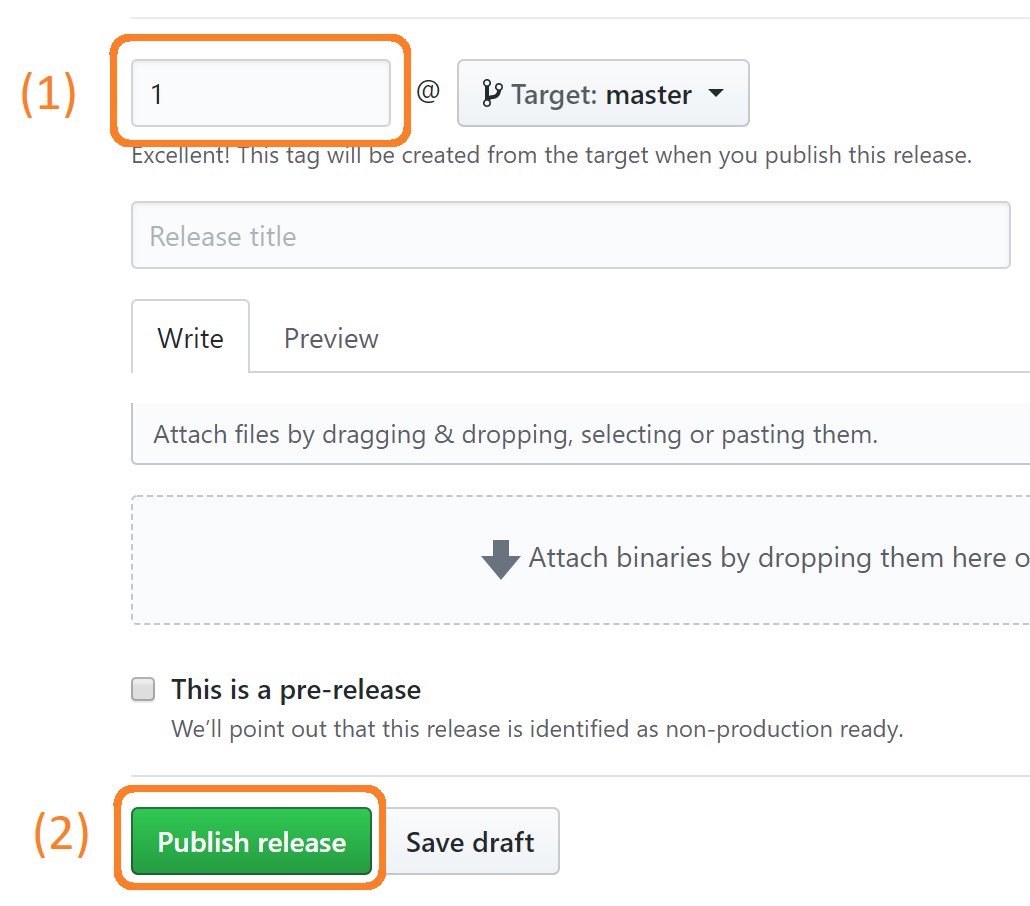 (1)
1 @ Target: master
Excellent! This tag will be created from the target when you publish this release.
Release title
Write Preview
Attach files by dragging & dropping, selecting or pasting them.
Attach binaries by dropping them here o
This is a pre-release
We’ll point out that this release is identified as non-production ready.
(2)
Publish release Save draft